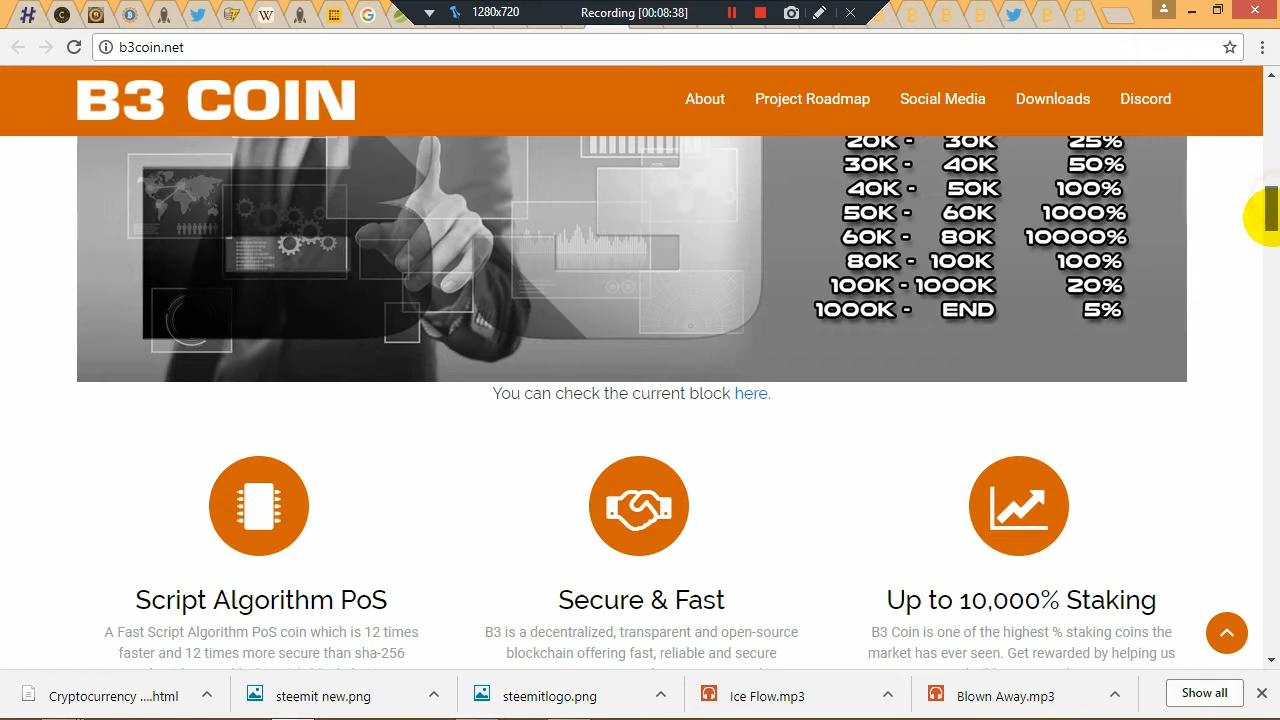 1280x720
Recording [00:08:38]
b3coin.net
B3 COIN
About
Project Roadmap
Social Media
Downloads
Discord
20K - 30K 25%
30K - 40K 50%
40K - 50K 100%
50K - 60K 1000%
60K - 80K 10000%
80K - 100K 100%
100K - 1000K 20%
1000K - END 5%
You can check the current block here.
Script Algorithm PoS
A Fast Script Algorithm PoS coin which is 12 times
faster and 12 times more secure than sha-256
Secure & Fast
B3 is a decentralized, transparent and open-source
blockchain offering fast, reliable and secure
Up to 10,000% Staking
B3 Coin is one of the highest % staking coins the
market has ever seen. Get rewarded by helping us
Cryptocurrency ....html
steemit new.png
steemitlogo.png
Ice Flow.mp3
Blown Away.mp3
Show all